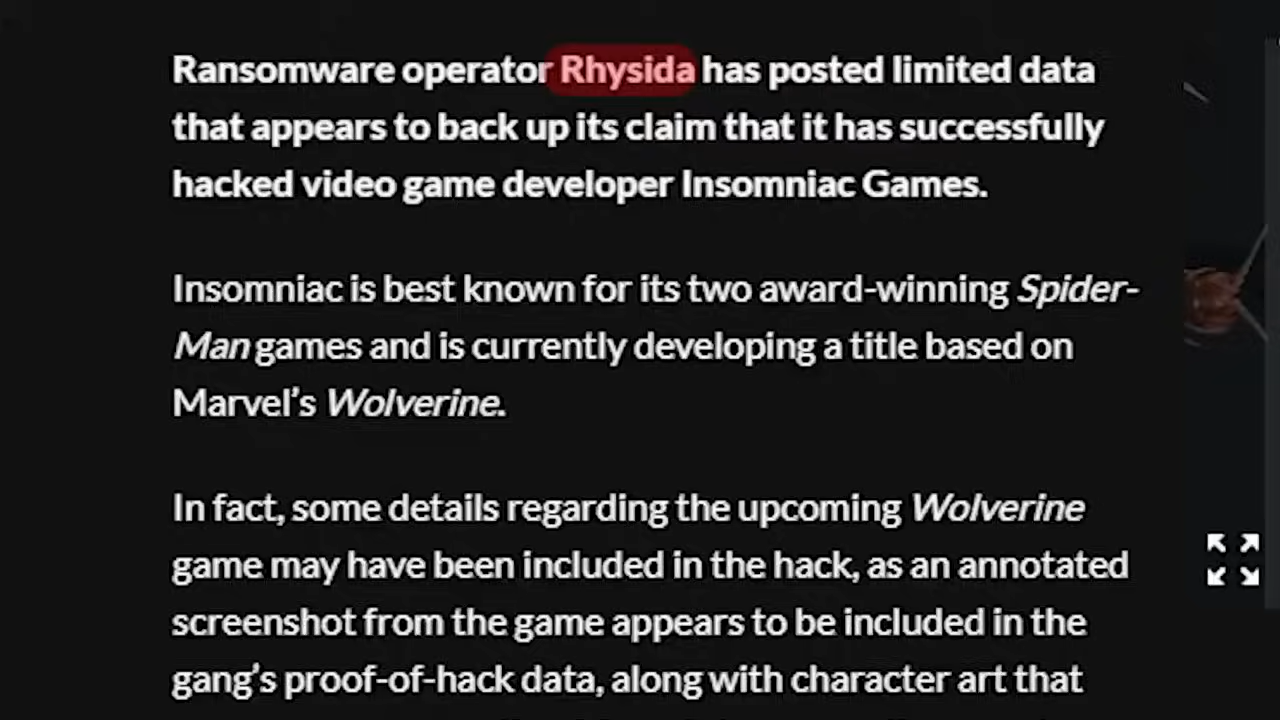 Ransomware operator Rhysida has posted limited data
that appears to back up its claim that it has successfully
hacked video game developer Insomniac Games.
Insomniac is best known for its two award-winning Spider-
Man games and is currently developing a title based on
Marvel’s Wolverine.
In fact, some details regarding the upcoming Wolverine
game may have been included in the hack, as an annotated
screenshot from the game appears to be included in the
gang’s proof-of-hack data, along with character art that